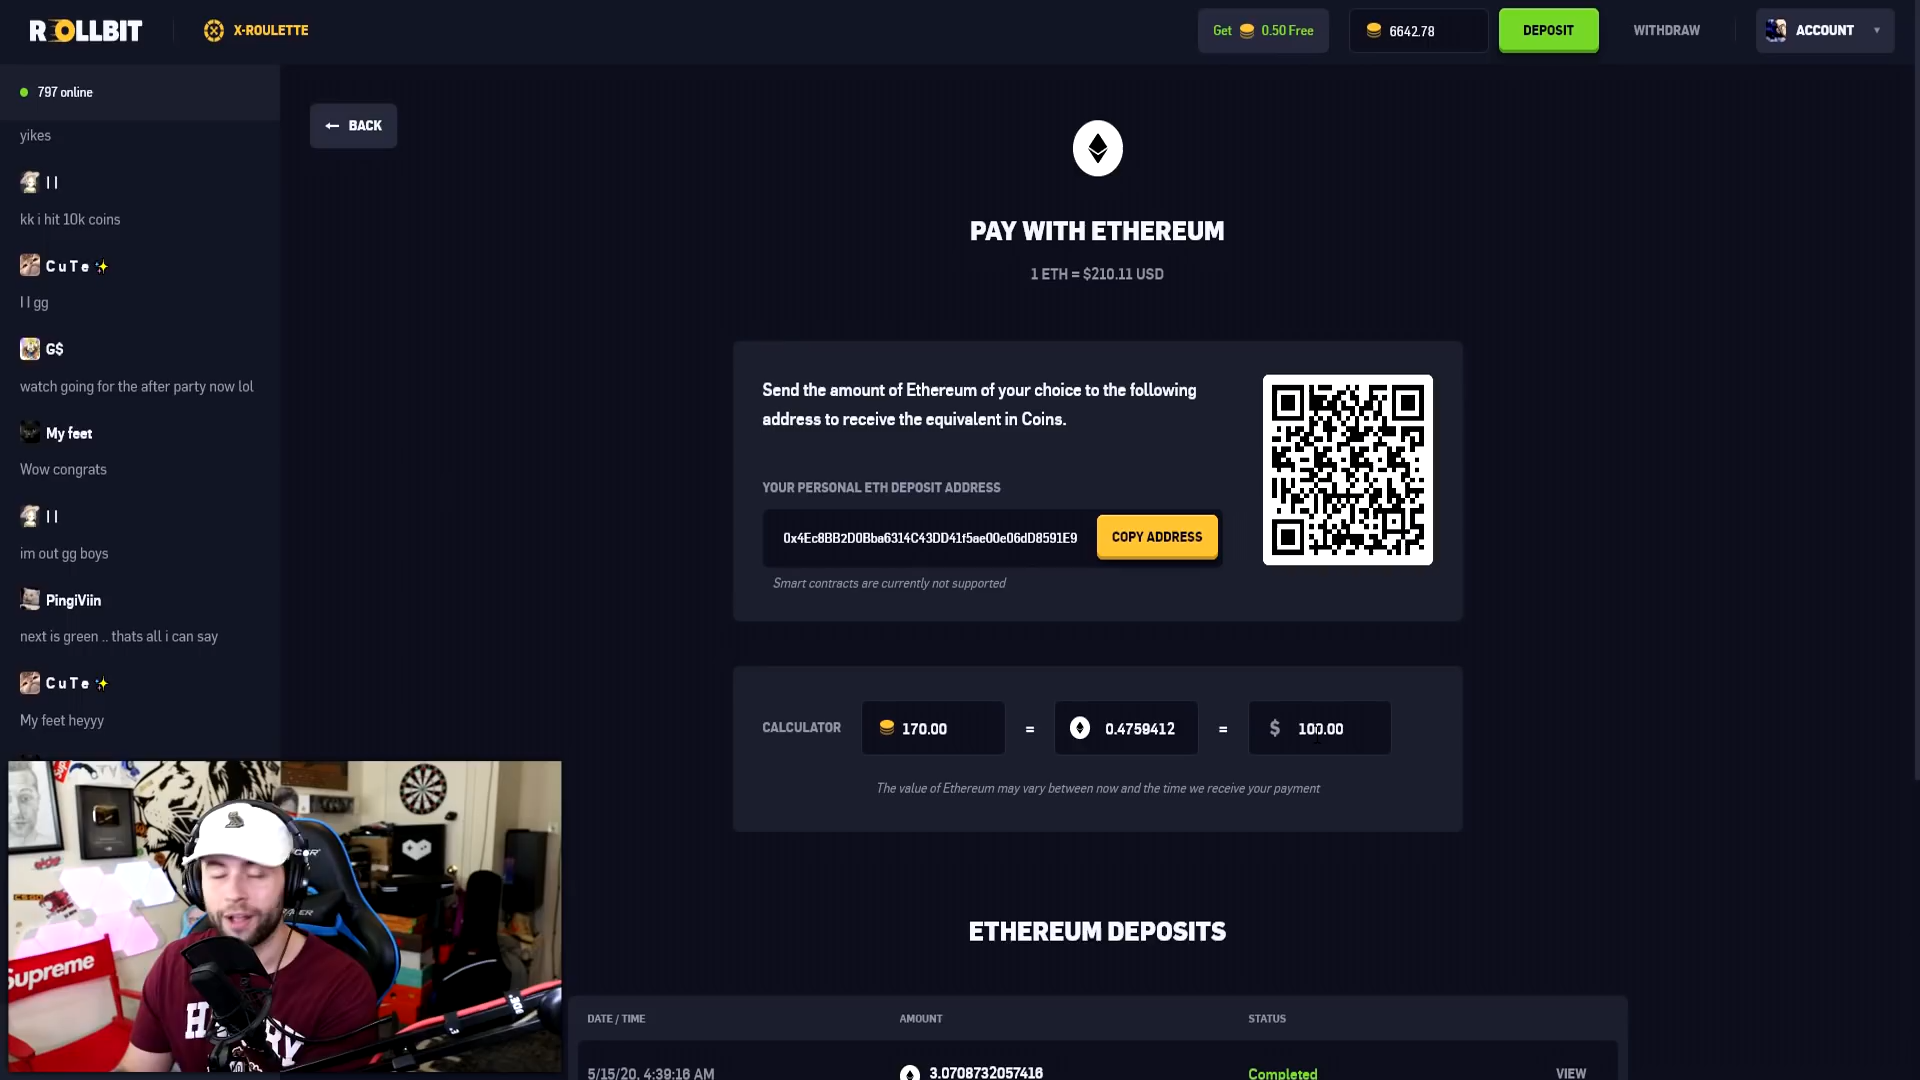 ROLLBIT
X-ROULETTE
Get 0.50 Free
6642.78
DEPOSIT
WITHDRAW
ACCOUNT
797 online
yikes
l l
kk i hit 10k coins
C u T e ✨
l l gg
G$
watch going for the after party now lol
My feet
Wow congrats
l l
im out gg boys
PingiViin
next is green .. thats all i can say
C u T e ✨
My feet heyyy
← BACK
PAY WITH ETHEREUM
1 ETH = $210.11 USD
Send the amount of Ethereum of your choice to the following
address to receive the equivalent in Coins.
YOUR PERSONAL ETH DEPOSIT ADDRESS
0x4Ec8BB2D0Bba6314C43DD41f5ae00e06dD8591E9
COPY ADDRESS
Smart contracts are currently not supported
CALCULATOR 170.00 = 0.4759412 = $ 100.00
The value of Ethereum may vary between now and the time we receive your payment
ETHEREUM DEPOSITS
DATE / TIME AMOUNT STATUS
5/15/20, 4:39:16 AM 3.0708732057416 Completed VIEW
Supreme